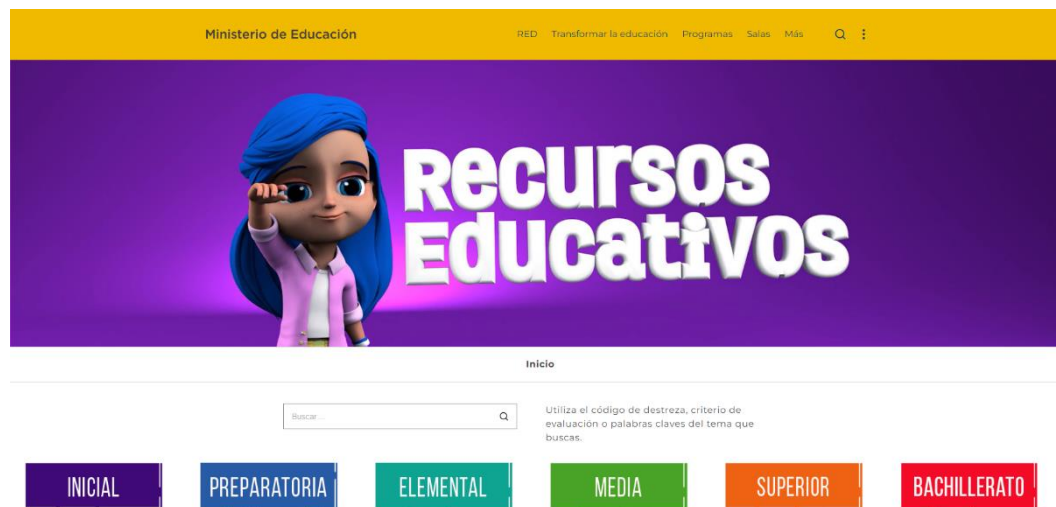 Ministerio de Educación
RED Transformar la educación Programas Salas Más
Recursos
Educativos
Inicio
Buscar...
Utiliza el código de destreza, criterio de
evaluación o palabras claves del tema que
buscas.
INICIAL PREPARATORIA ELEMENTAL MEDIA SUPERIOR BACHILLERATO